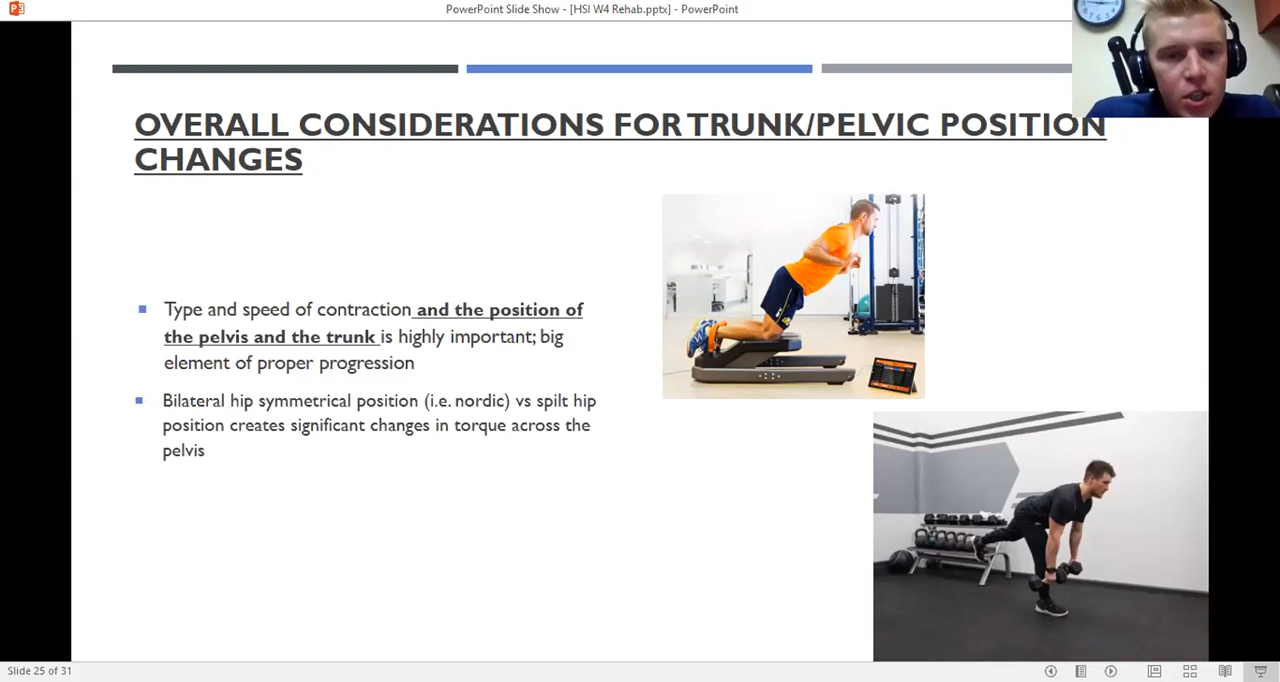 PowerPoint Slide Show - [HSI W4 Rehab.pptx] - PowerPoint
OVERALL CONSIDERATIONS FOR TRUNK/PELVIC POSITION
CHANGES
Type and speed of contraction and the position of
the pelvis and the trunk is highly important; big
element of proper progression
Bilateral hip symmetrical position (i.e. nordic) vs spilt hip
position creates significant changes in torque across the
pelvis
Slide 25 of 31